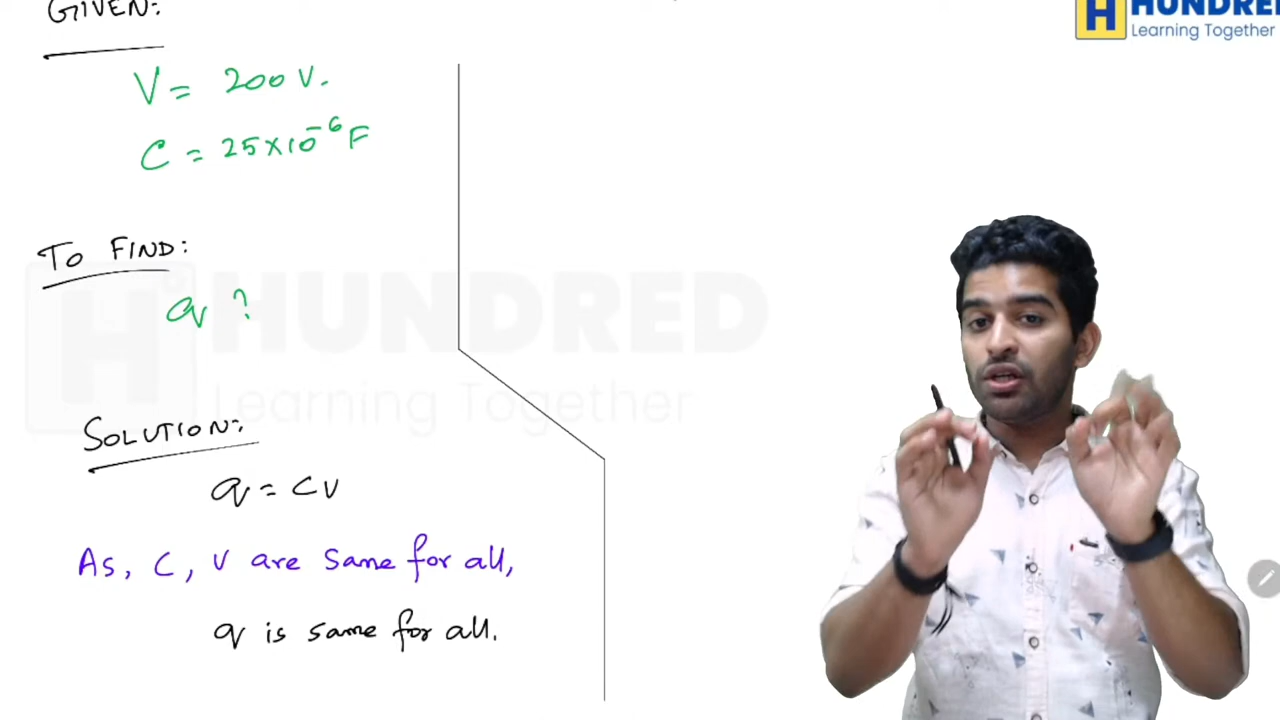 GIVEN:
V = 200 V.
C = 25×10⁻⁶ F
TO FIND:
q ?
SOLUTION:
q = CV
As, C, V are same for all,
q is same for all.
HUNDRED
Learning Together
H HUNDRED
Learning Together